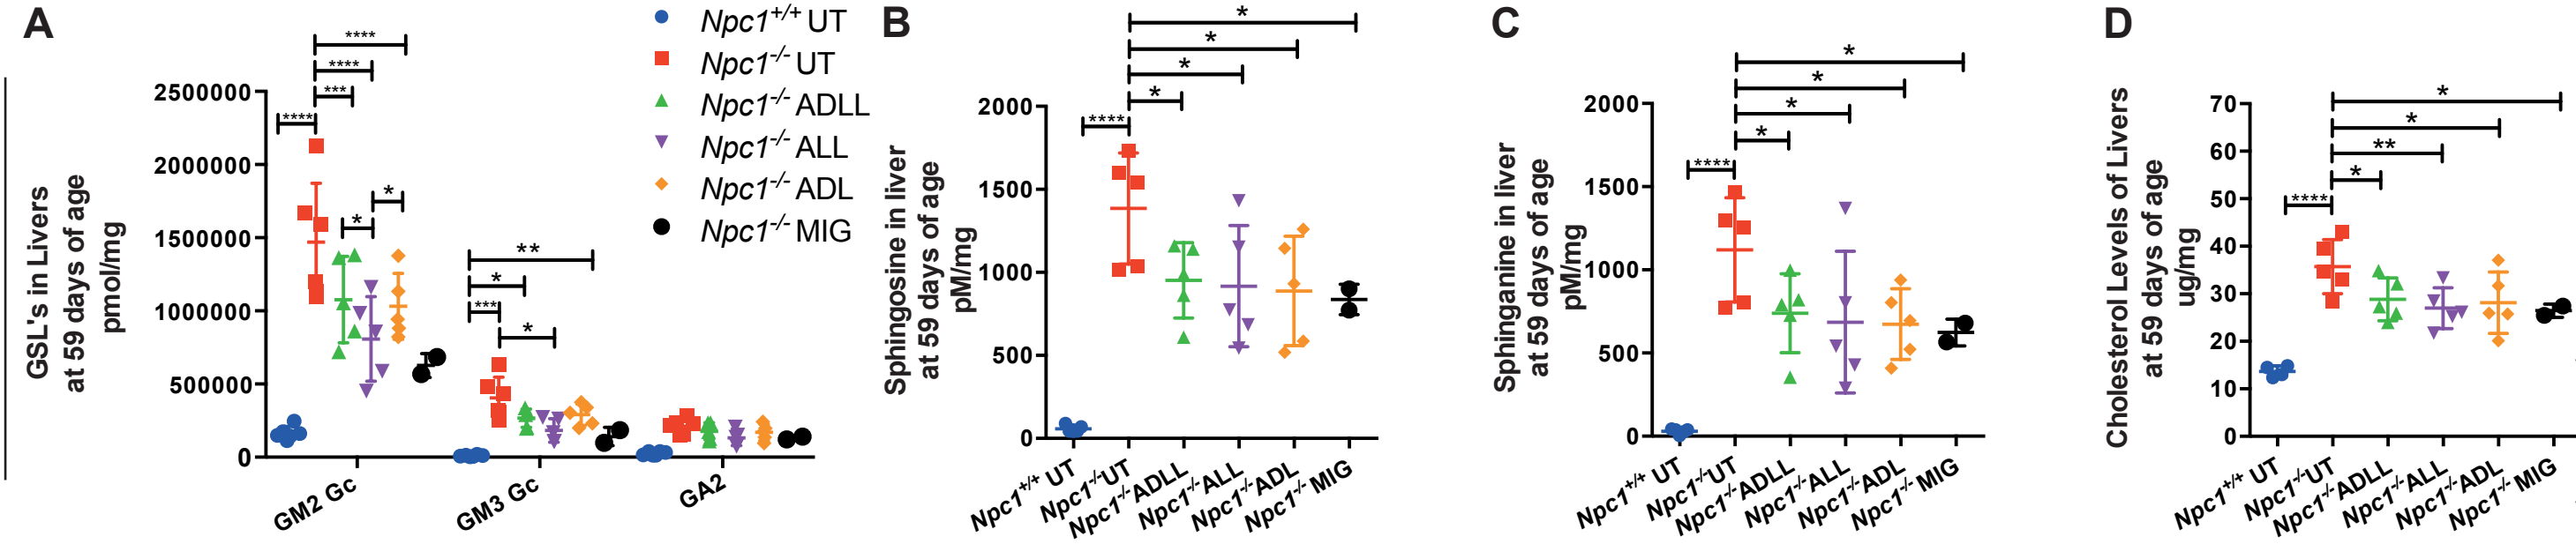 A
GSL's in Livers
at 59 days of age
pmol/mg
2500000
2000000
1500000
1000000
500000
0
****
****
***
****
*
*
**
*
***
*
GM2 Gc
GM3 Gc
GA2
Npc1+/+ UT
Npc1-/- UT
Npc1-/- ADLL
Npc1-/- ALL
Npc1-/- ADL
Npc1-/- MIG
B
Sphingosine in liver
at 59 days of age
pM/mg
2000
1500
1000
500
0
*
*
*
*
****
Npc1+/+ UT
Npc1-/-UT
Npc1-/-ADLL
Npc1-/-ALL
Npc1-/-ADL
Npc1-/- MIG
C
Sphinganine in liver
at 59 days of age
pM/mg
2000
1500
1000
500
0
*
*
*
*
****
Npc1+/+ UT
Npc1-/-UT
Npc1-/-ADLL
Npc1-/-ALL
Npc1-/-ADL
Npc1-/- MIG
D
Cholesterol Levels of Livers
at 59 days of age
ug/mg
70
60
50
40
30
20
10
0
*
*
**
*
****
Npc1+/+ UT
Npc1-/-UT
Npc1-/-ADLL
Npc1-/-ALL
Npc1-/-ADL
Npc1-/- MIG